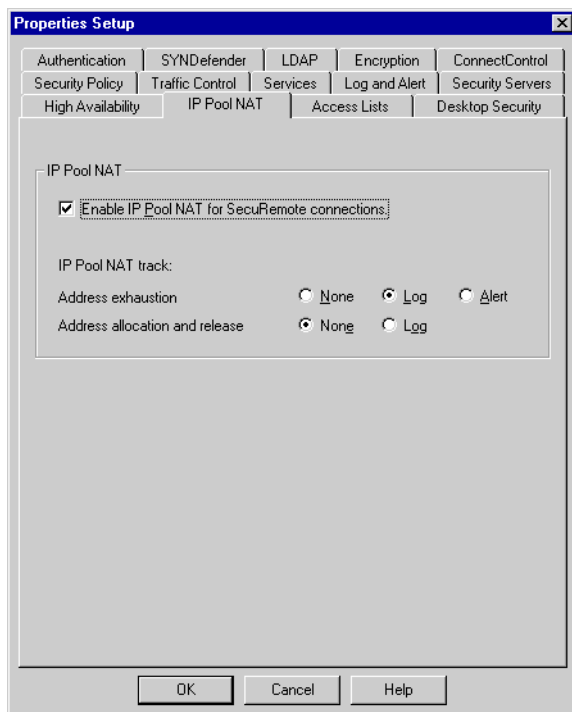 Properties Setup
Authentication SYNDefender LDAP Encryption ConnectControl
Security Policy Traffic Control Services Log and Alert Security Servers
High Availability IP Pool NAT Access Lists Desktop Security
IP Pool NAT
Enable IP Pool NAT for SecuRemote connections.
IP Pool NAT track:
Address exhaustion None Log Alert
Address allocation and release None Log
OK Cancel Help